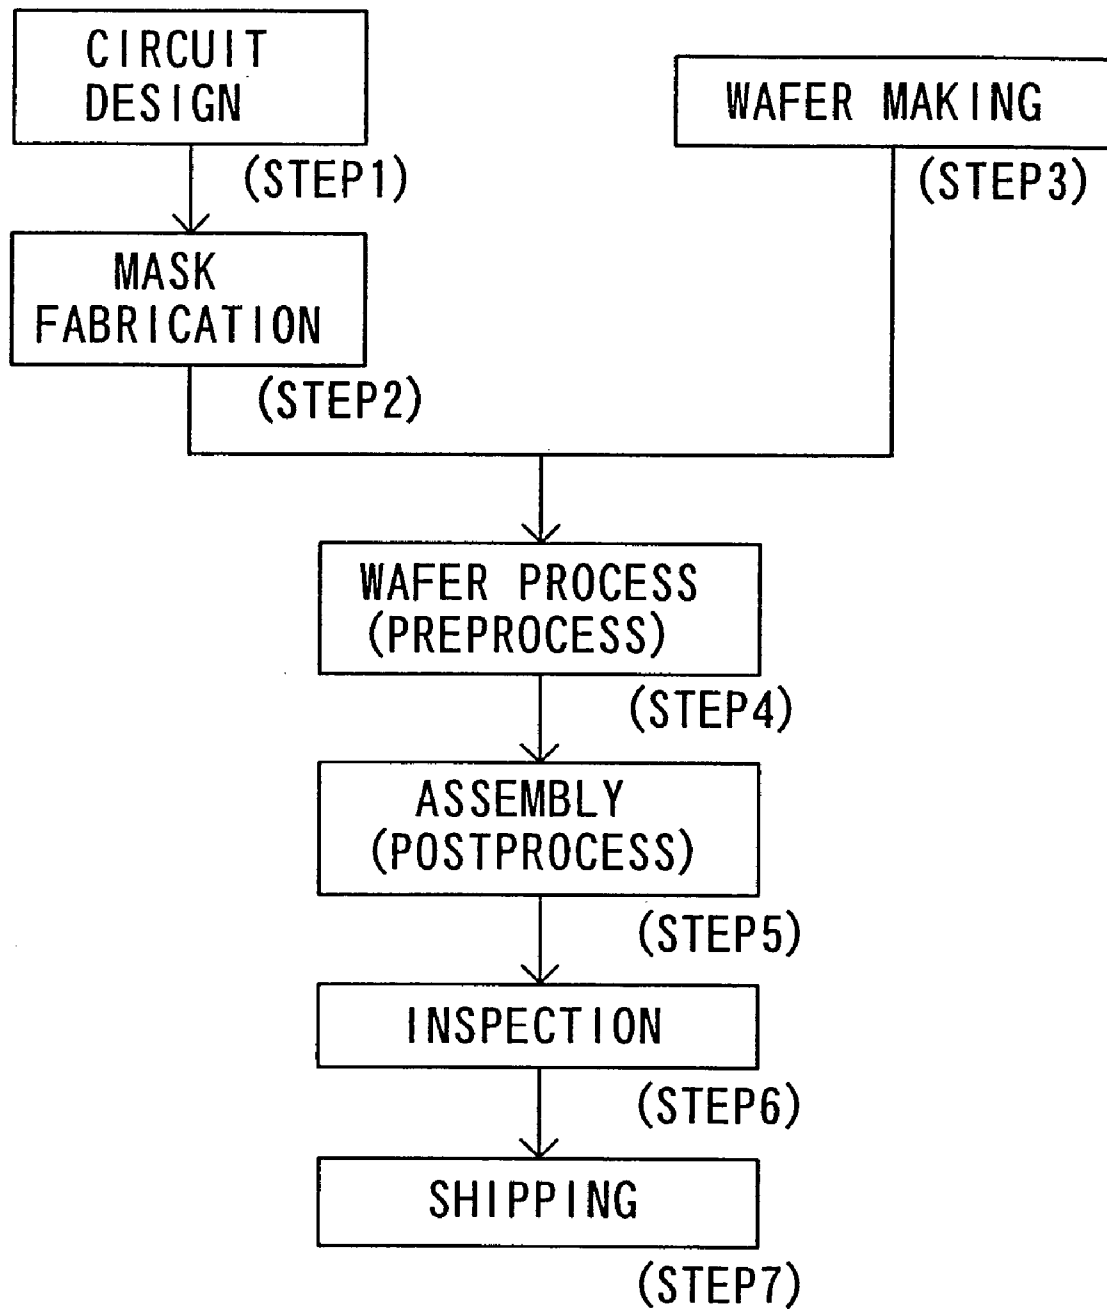 CIRCUIT
DESIGN
(STEP1)
MASK
FABRICATION
(STEP2)
WAFER MAKING
(STEP3)
WAFER PROCESS
(PREPROCESS)
(STEP4)
ASSEMBLY
(POSTPROCESS)
(STEP5)
INSPECTION
(STEP6)
SHIPPING
(STEP7)